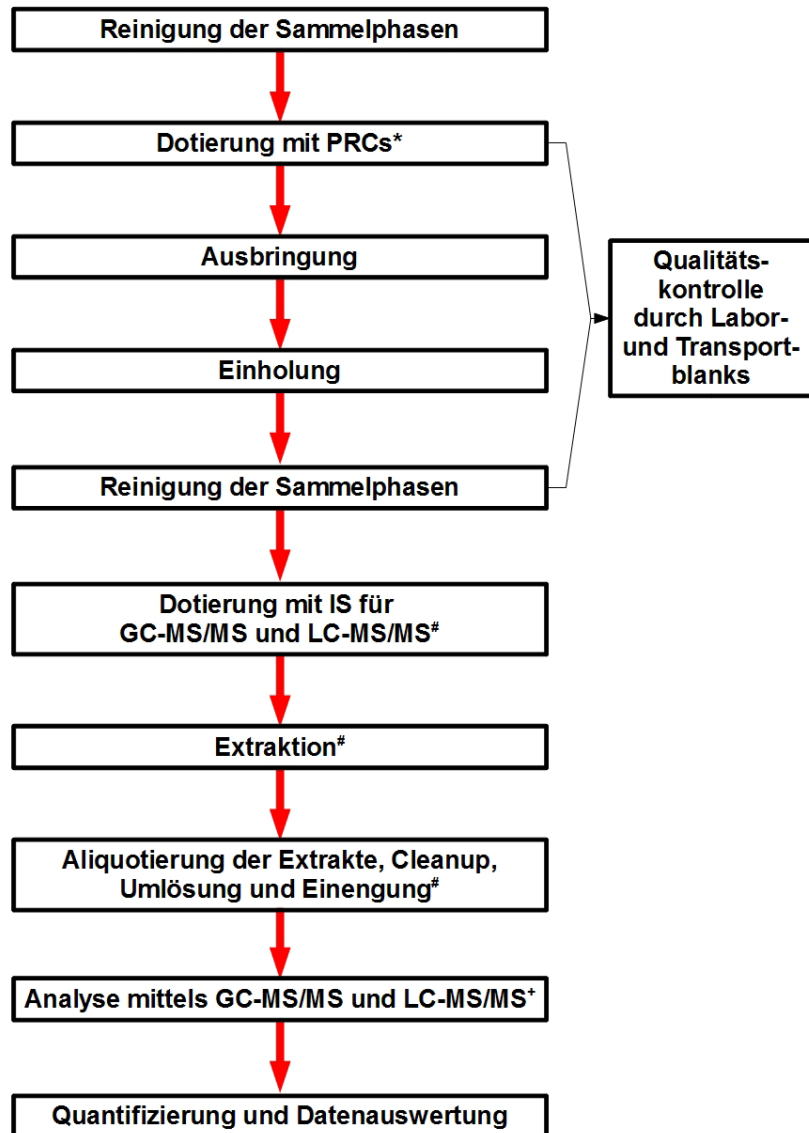 Reinigung der Sammelphasen
Dotierung mit PRCs*
Ausbringung
Einholung
Reinigung der Sammelphasen
Qualitäts-
kontrolle
durch Labor-
und Transport-
blanks
Dotierung mit IS für
GC-MS/MS und LC-MS/MS#
Extraktion#
Aliquotierung der Extrakte, Cleanup,
Umlösung und Einengung#
Analyse mittels GC-MS/MS und LC-MS/MS+
Quantifizierung und Datenauswertung